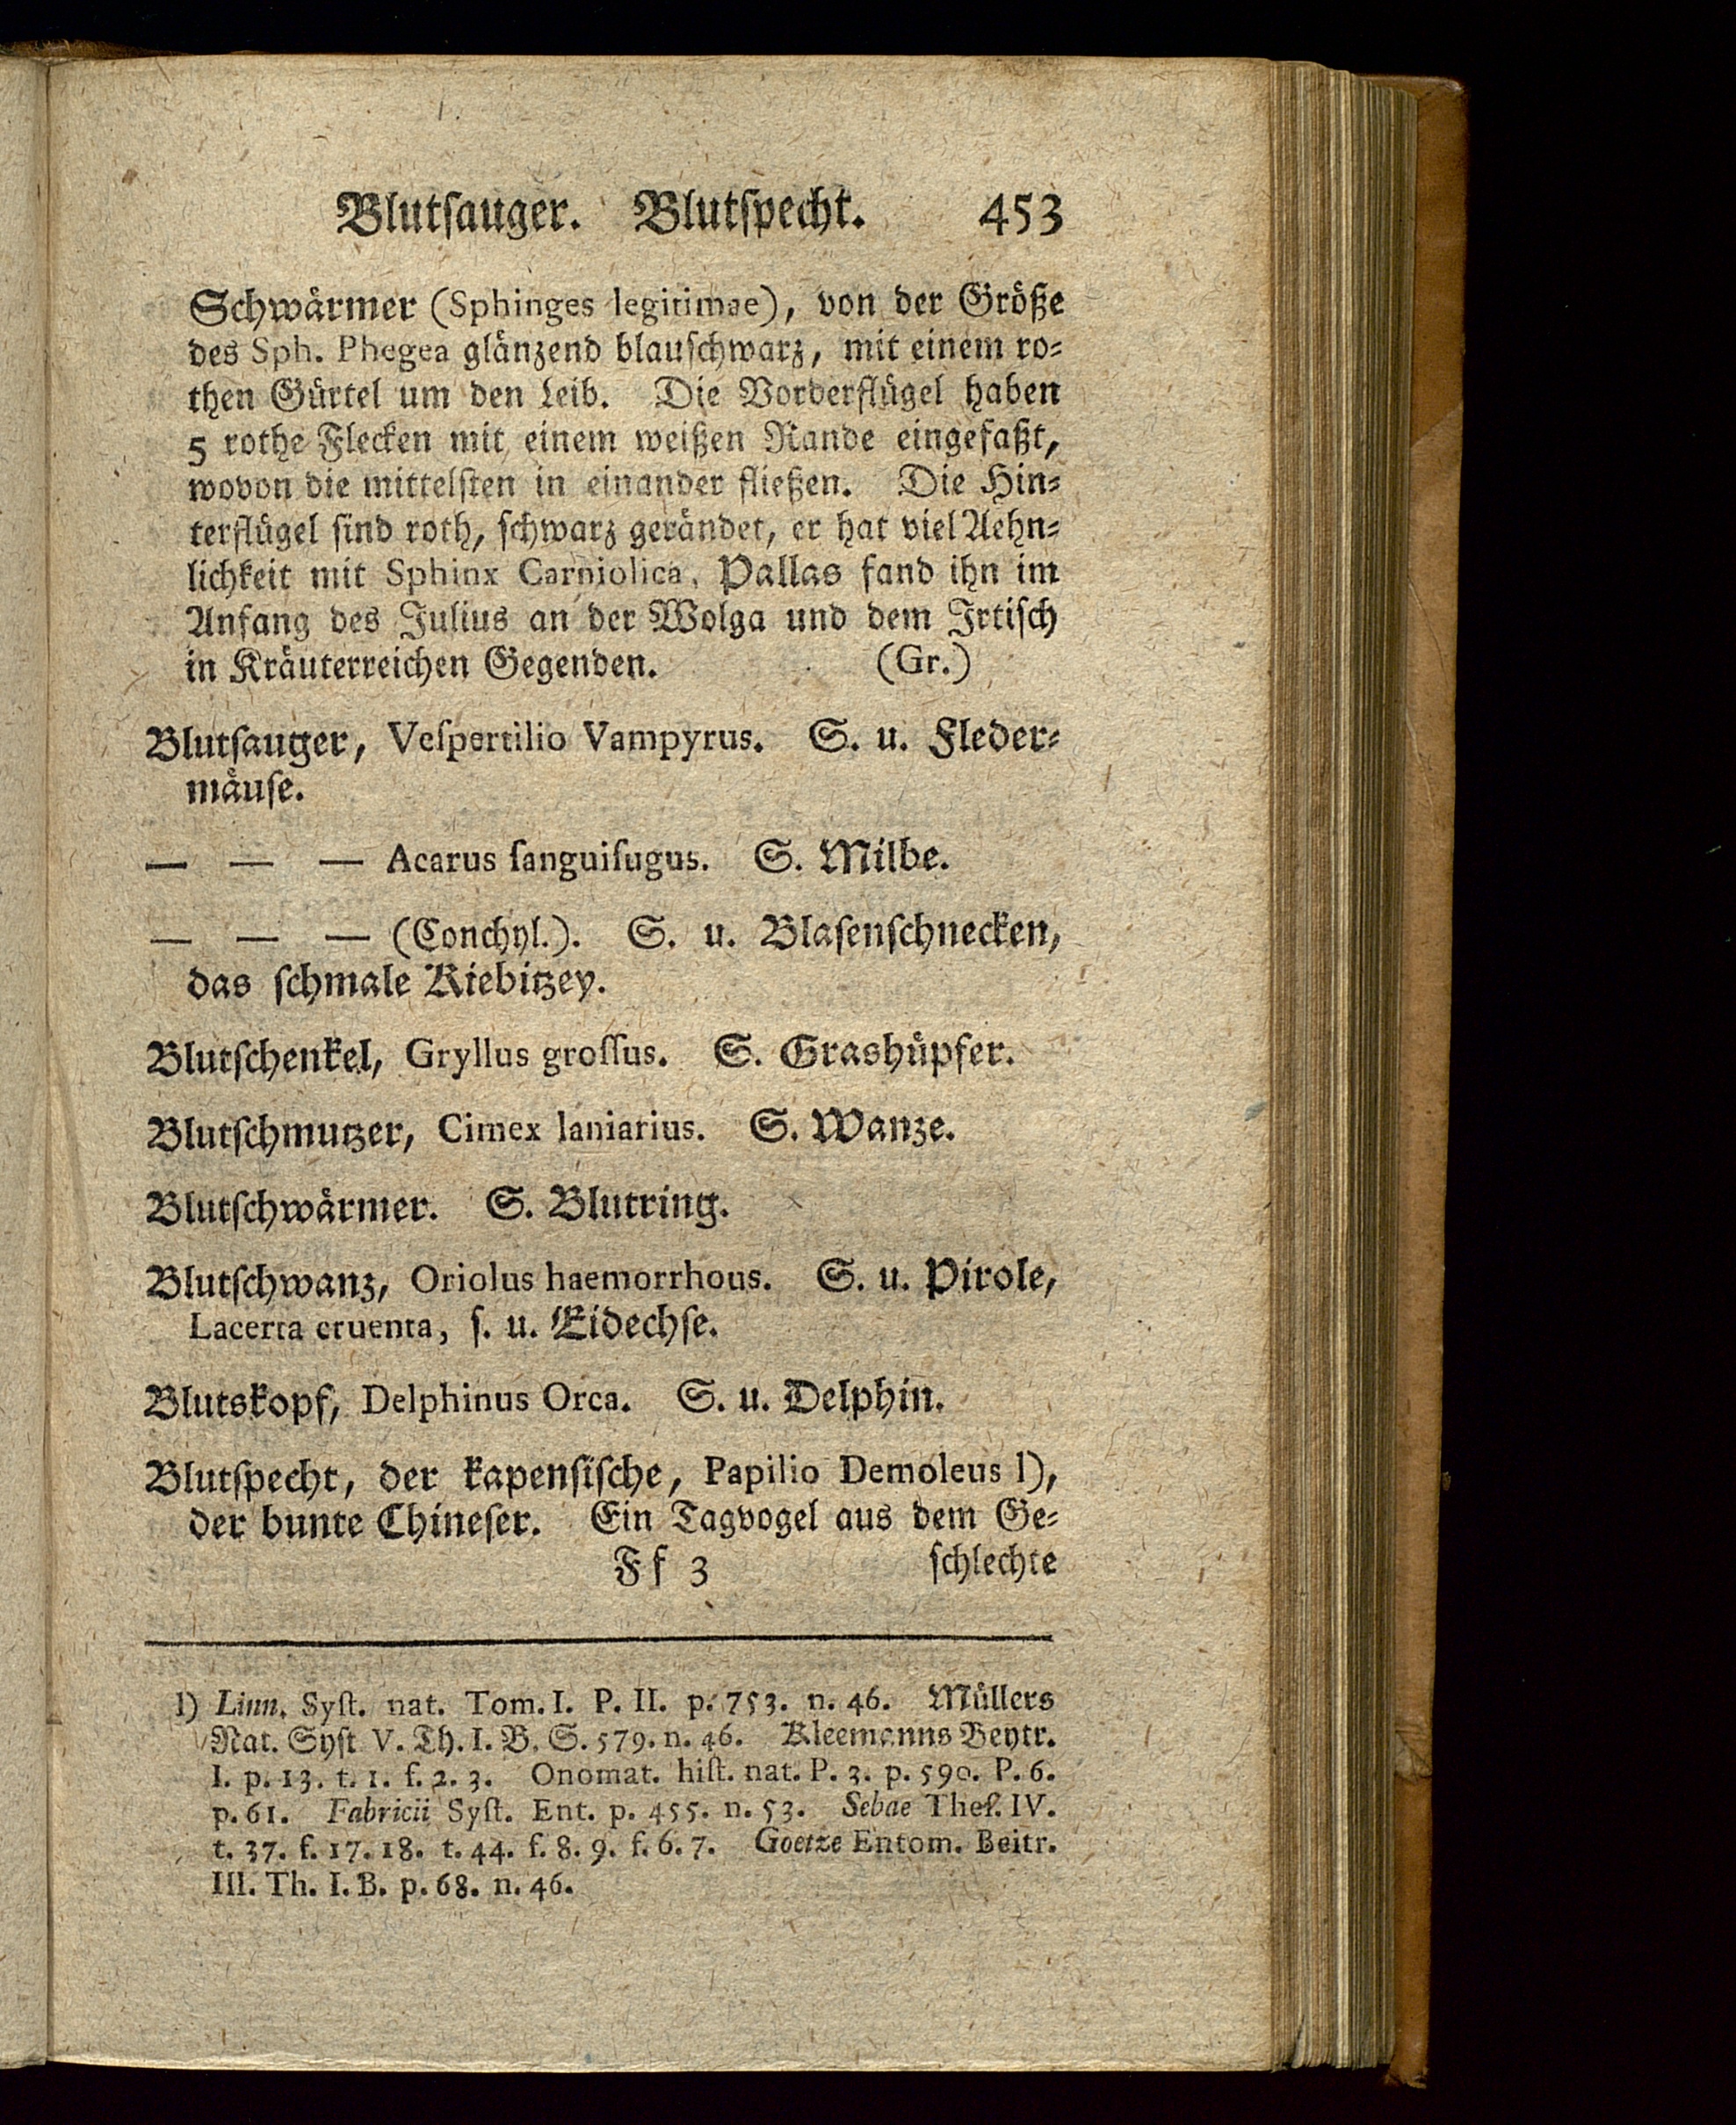 Blutſauger. Blutſpecht. 453
Schwärmer (Sphinges legitimae), von der Größe
des Sph. Phegea glänzend blauſchwarz, mit einem ro⸗
then Gürtel um den Leib. Die Vorderflügel haben
5 rothe Flecken mit einem weißen Rande eingefaßt,
wovon die mittelſten in einander fließen. Die Hin⸗
terflügel ſind roth, ſchwarz gerändet, er hat viel Aehn⸗
lichkeit mit Sphinx Carniolica, Pallas fand ihn im
Anfang des Julius an der Wolga und dem Irtiſch
in Kräuterreichen Gegenden. (Gr.)
Blutſauger, Veſpertilio Vampyrus. S. u. Fleder⸗
mäuſe.
— — — Acarus ſanguiſugus. S. Milbe.
— — — (Conchyl.). S. u. Blaſenſchnecken,
das ſchmale Kiebitzey.
Blutſchenkel, Gryllus groſſus. S. Grashüpfer.
Blutſchmutzer, Cimex laniarius. S. Wanze.
Blutſchwärmer. S. Blutring.
Blutſchwanz, Oriolus haemorrhous. S. u. Pirole,
Lacerta cruenta, ſ. u. Eidechſe.
Blutskopf, Delphinus Orca. S. u. Delphin.
Blutſpecht, der kapenſiſche, Papilio Demoleus l),
der bunte Chineſer. Ein Tagvogel aus dem Ge⸗
Ff 3 ſchlechte
l) Linn. Syſt. nat. Tom. I. P. II. p. 753. n. 46. Müllers
Nat. Syſt V. Th. I. B. S. 579. n. 46. Kleemanns Beytr.
I. p. 13. t. 1. f. 2. 3. Onomat. hiſt. nat. P. 3. p. 590. P. 6.
p. 61. Fabricii Syſt. Ent. p. 455. n. 53. Sebae Theſ. IV.
t. 37. f. 17. 18. t. 44. f. 8. 9. f. 6. 7. Goetze Entom. Beitr.
III. Th. I. B. p. 68. n. 46.